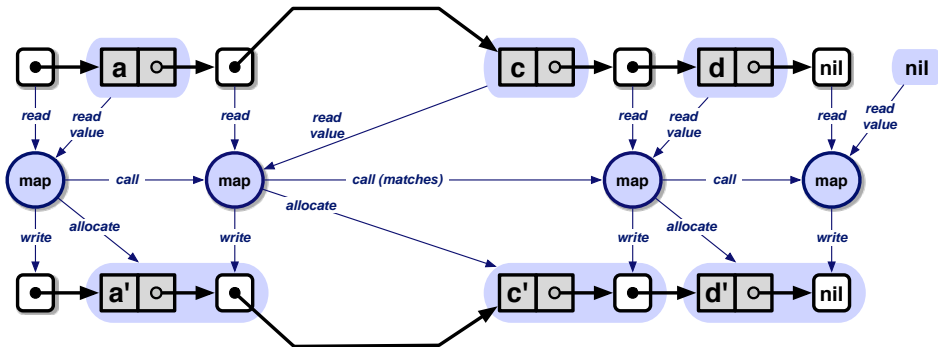 a
c
d
nil
nil
read
read
value
read
read
value
read
read
value
read
read
value
map
call
map
call (matches)
map
call
map
write
allocate
write
allocate
write
allocate
write
a'
c'
d'
nil